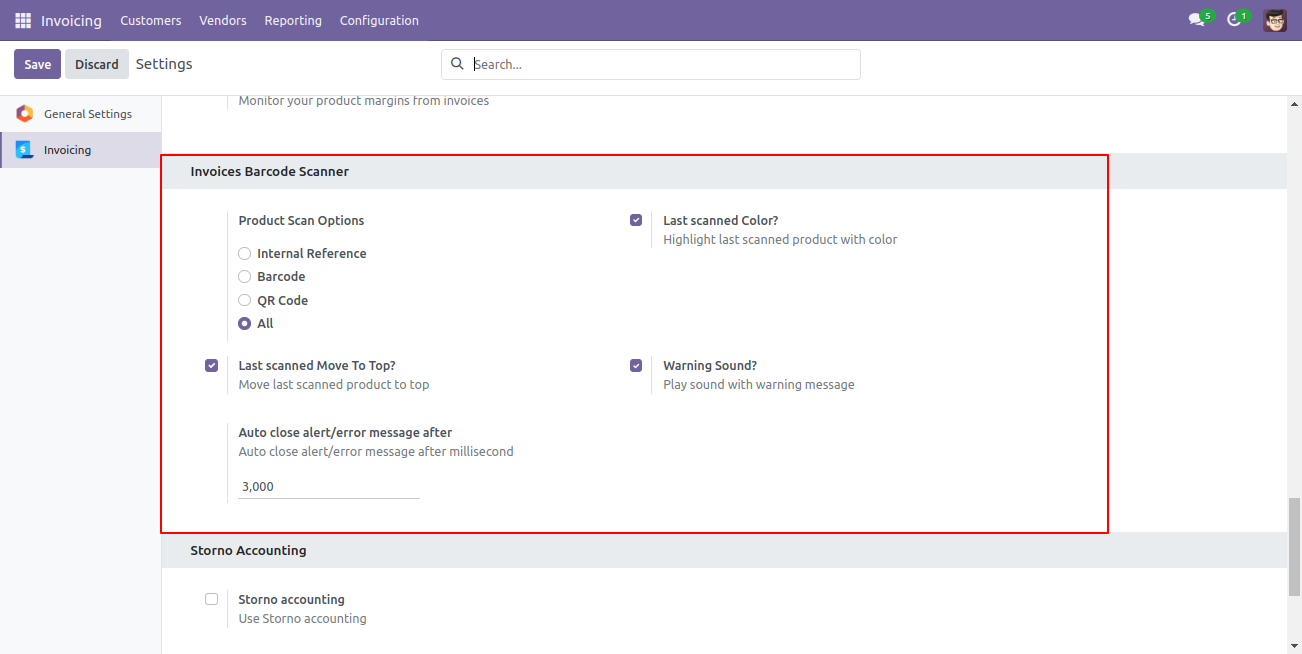 Invoicing Customers Vendors Reporting Configuration 5 1
Save Discard Settings Search...
General Settings
Invoicing
Monitor your product margins from invoices
Invoices Barcode Scanner
Product Scan Options
Internal Reference
Barcode
QR Code
All
Last scanned Color?
Highlight last scanned product with color
Last scanned Move To Top?
Move last scanned product to top
Warning Sound?
Play sound with warning message
Auto close alert/error message after
Auto close alert/error message after millisecond
3,000
Storno Accounting
Storno accounting
Use Storno accounting